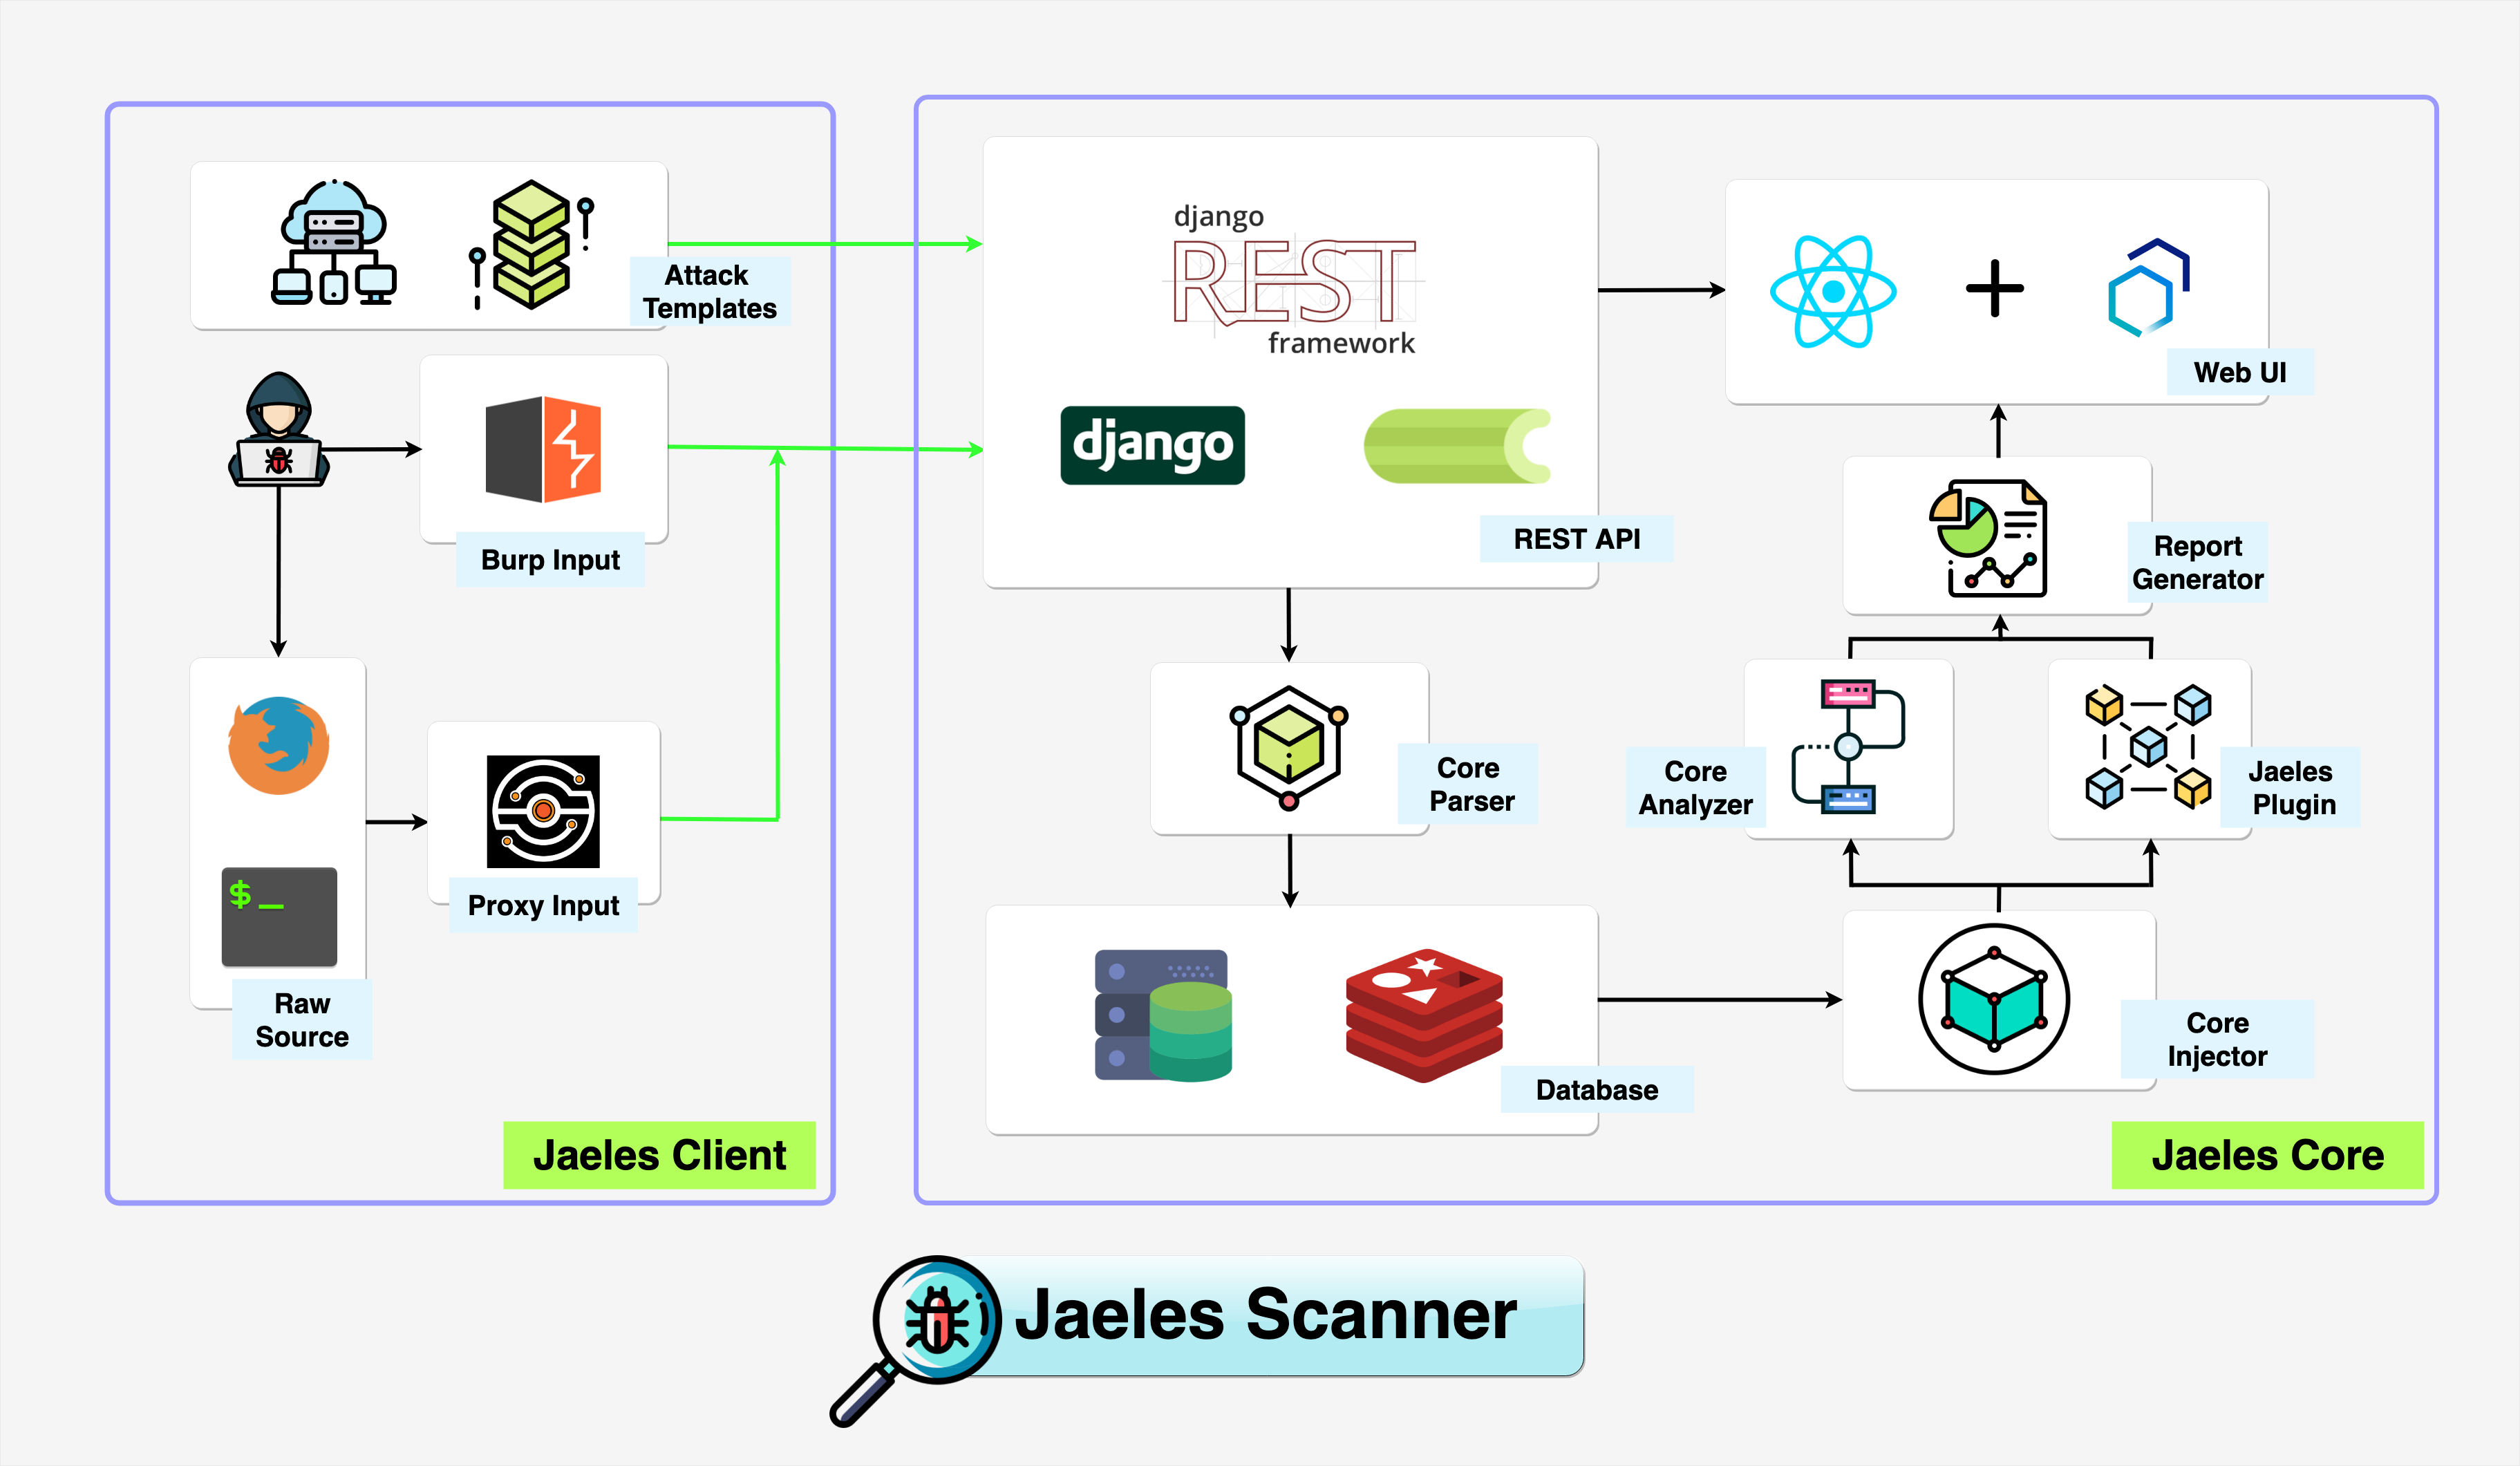 Attack
Templates
Burp Input
$_
Raw
Source
Proxy Input
Jaeles Client
django
REST
framework
django
REST API
Web UI
Report
Generator
Core
Parser
Core
Analyzer
Jaeles
Plugin
Database
Core
Injector
Jaeles Core
Jaeles Scanner